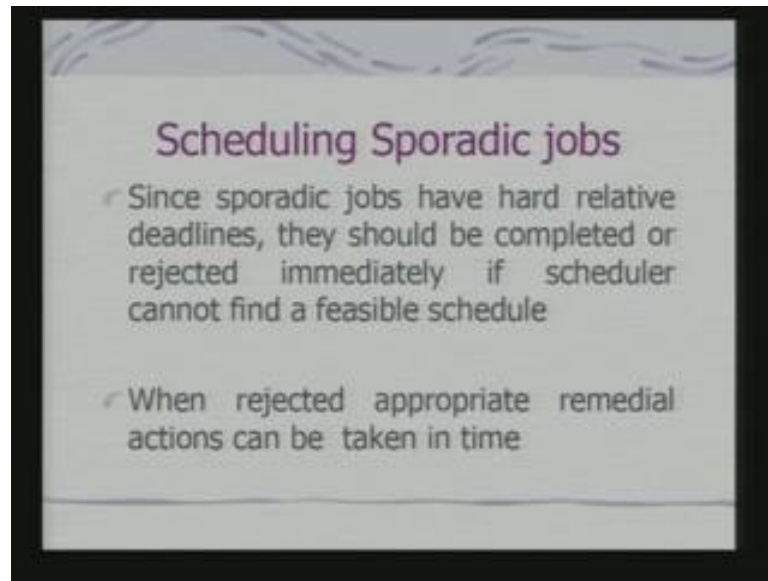 Scheduling Sporadic jobs
Since sporadic jobs have hard relative
deadlines, they should be completed or
rejected immediately if scheduler
cannot find a feasible schedule
When rejected appropriate remedial
actions can be taken in time